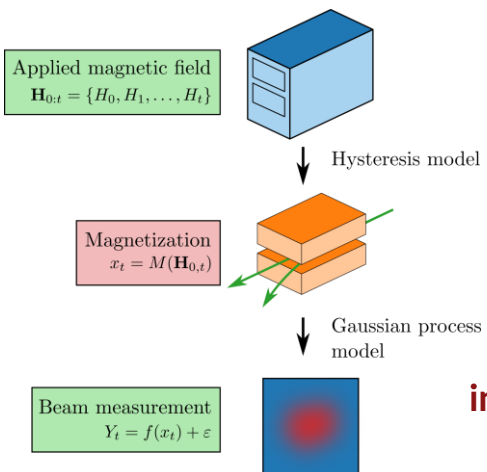 Applied magnetic field
H₀:ₜ = {H₀, H₁, . . . , Hₜ}
Hysteresis model
Magnetization
xₜ = M(H₀,ₜ)
Gaussian process
model
Beam measurement
Yₜ = f(xₜ) + ε